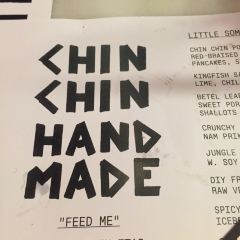 CHIN
CHIN
HAND
MADE
"FEED ME"
LITTLE SOM
CHIN CHIN PO
RED-BRAISED
PANCAKES, S
KINGFISH SA
LIME, CHIL
BETEL LEA
SWEET POR
SHALLOTS
CRUNCHY
NAM PRIK
JUNGLE
W. SOY
DIY FR
RAW VE
SPICY
ICEB